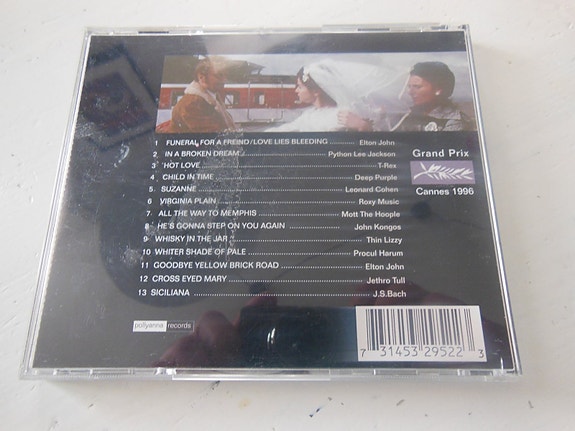 1 FUNERAL FOR A FREIND/LOVE LIES BLEEDING ............ Elton John
2 IN A BROKEN DREAM ............ Python Lee Jackson
3 HOT LOVE ............ T-Rex
4 CHILD IN TIME ............ Deep Purple
5 SUZANNE ............ Leonard Cohen
6 VIRGINIA PLAIN ............ Roxy Music
7 ALL THE WAY TO MEMPHIS ............ Mott The Hoople
8 HE'S GONNA STEP ON YOU AGAIN ............ John Kongos
9 WHISKY IN THE JAR ............ Thin Lizzy
10 WHITER SHADE OF PALE ............ Procul Harum
11 GOODBYE YELLOW BRICK ROAD ............ Elton John
12 CROSS EYED MARY ............ Jethro Tull
13 SICILIANA ............ J.S.Bach
Grand Prix
Cannes 1996
pollyanna records
7 31453 29522 3